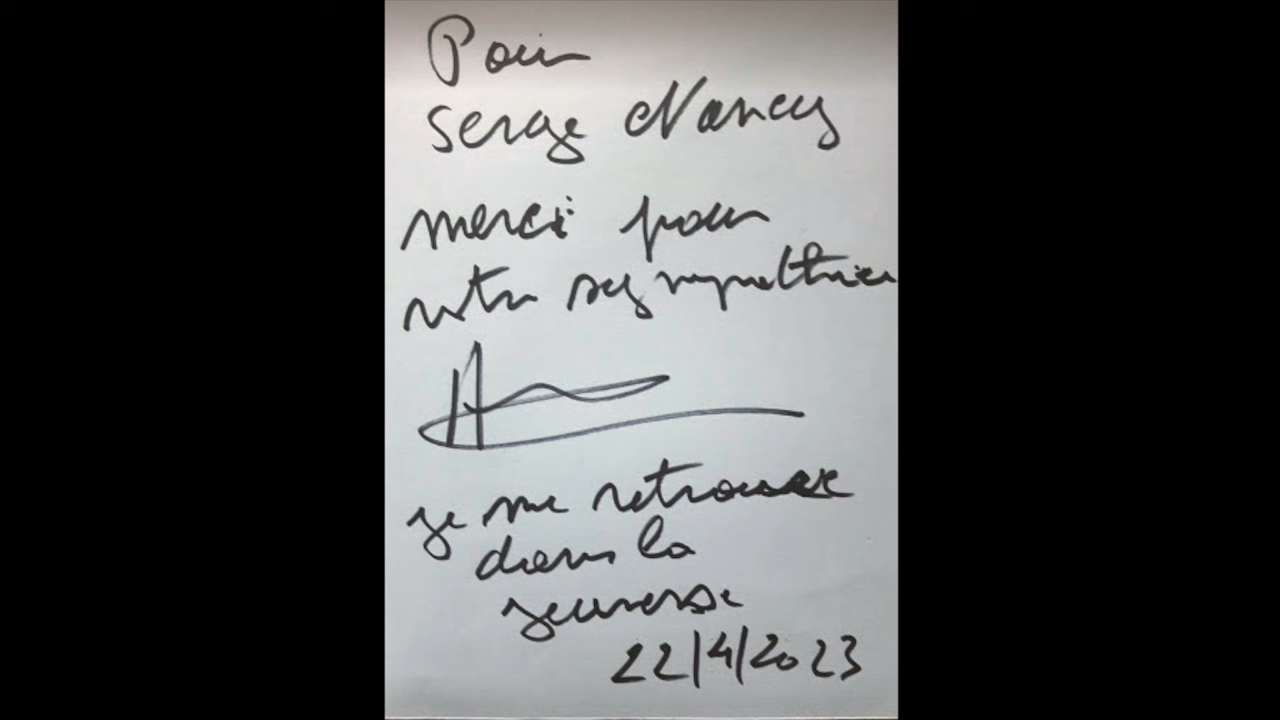 Pour
Serge Nancy
merci pour
votre sympathie
je me retrouve
dans la
jeunesse
22/4/2023